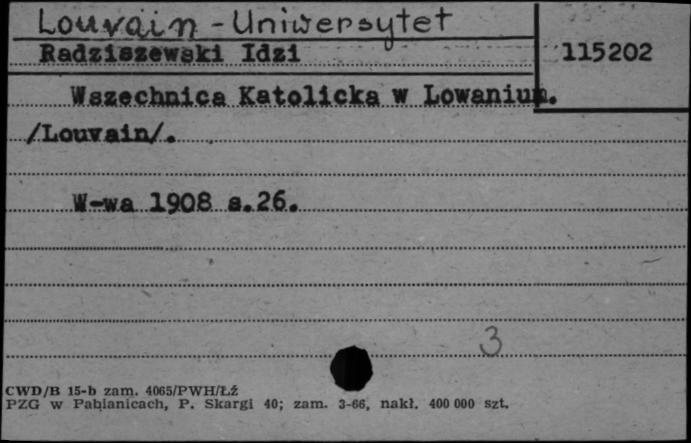 Louvain - Uniwersytet
Radziszewski Idzi
115202
Wszechnica Katolicka w Lowanium.
/Louvain/.
W-wa 1908 s.26.
3
CWD/B 15-b zam. 4065/PWH/ŁŻ
PZG w Pabianicach, P. Skargi 40; zam. 3-66, nakł. 400 000 szt.